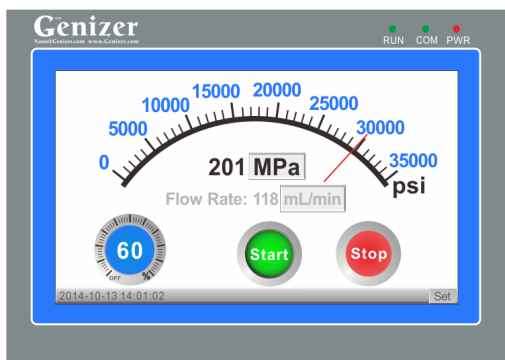 Genizer
Nano@Genizer.com www.Genizer.com
RUN COM PWR
0 5000 10000 15000 20000 25000 30000 35000
psi
201 MPa
Flow Rate: 118 mL/min
60
OFF %
Start
Stop
2014-10-13 14:01:02
Set